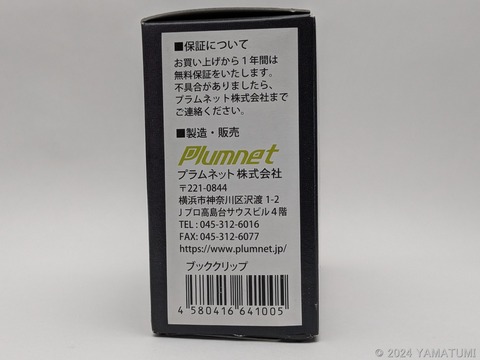 ■保証について
お買い上げから1年間は
無料保証をいたします。
不具合がありましたら、
プラムネット株式会社まで
ご連絡ください。
■製造・販売
Plumnet
プラムネット株式会社
〒221-0844
横浜市神奈川区沢渡 1-2
Jプロ高島台サウスビル4階
TEL : 045-312-6016
FAX: 045-312-6077
https://www.plumnet.jp/
ブッククリップ
4 580416 641005
© 2024 YAMATUMI